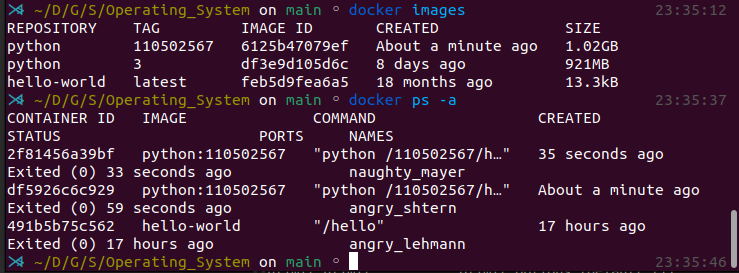 ~/D/G/S/Operating_System on main ◦ docker images 23:35:12
REPOSITORY TAG IMAGE ID CREATED SIZE
python 110502567 6125b47079ef About a minute ago 1.02GB
python 3 df3e9d105d6c 8 days ago 921MB
hello-world latest feb5d9fea6a5 18 months ago 13.3kB
~/D/G/S/Operating_System on main ◦ docker ps -a 23:35:37
CONTAINER ID IMAGE COMMAND CREATED
STATUS PORTS NAMES
2f81456a39bf python:110502567 "python /110502567/h…" 35 seconds ago
Exited (0) 33 seconds ago naughty_mayer
df5926c6c929 python:110502567 "python /110502567/h…" About a minute ago
Exited (0) 59 seconds ago angry_shtern
491b5b75c562 hello-world "/hello" 17 hours ago
Exited (0) 17 hours ago angry_lehmann
~/D/G/S/Operating_System on main ◦ 23:35:46